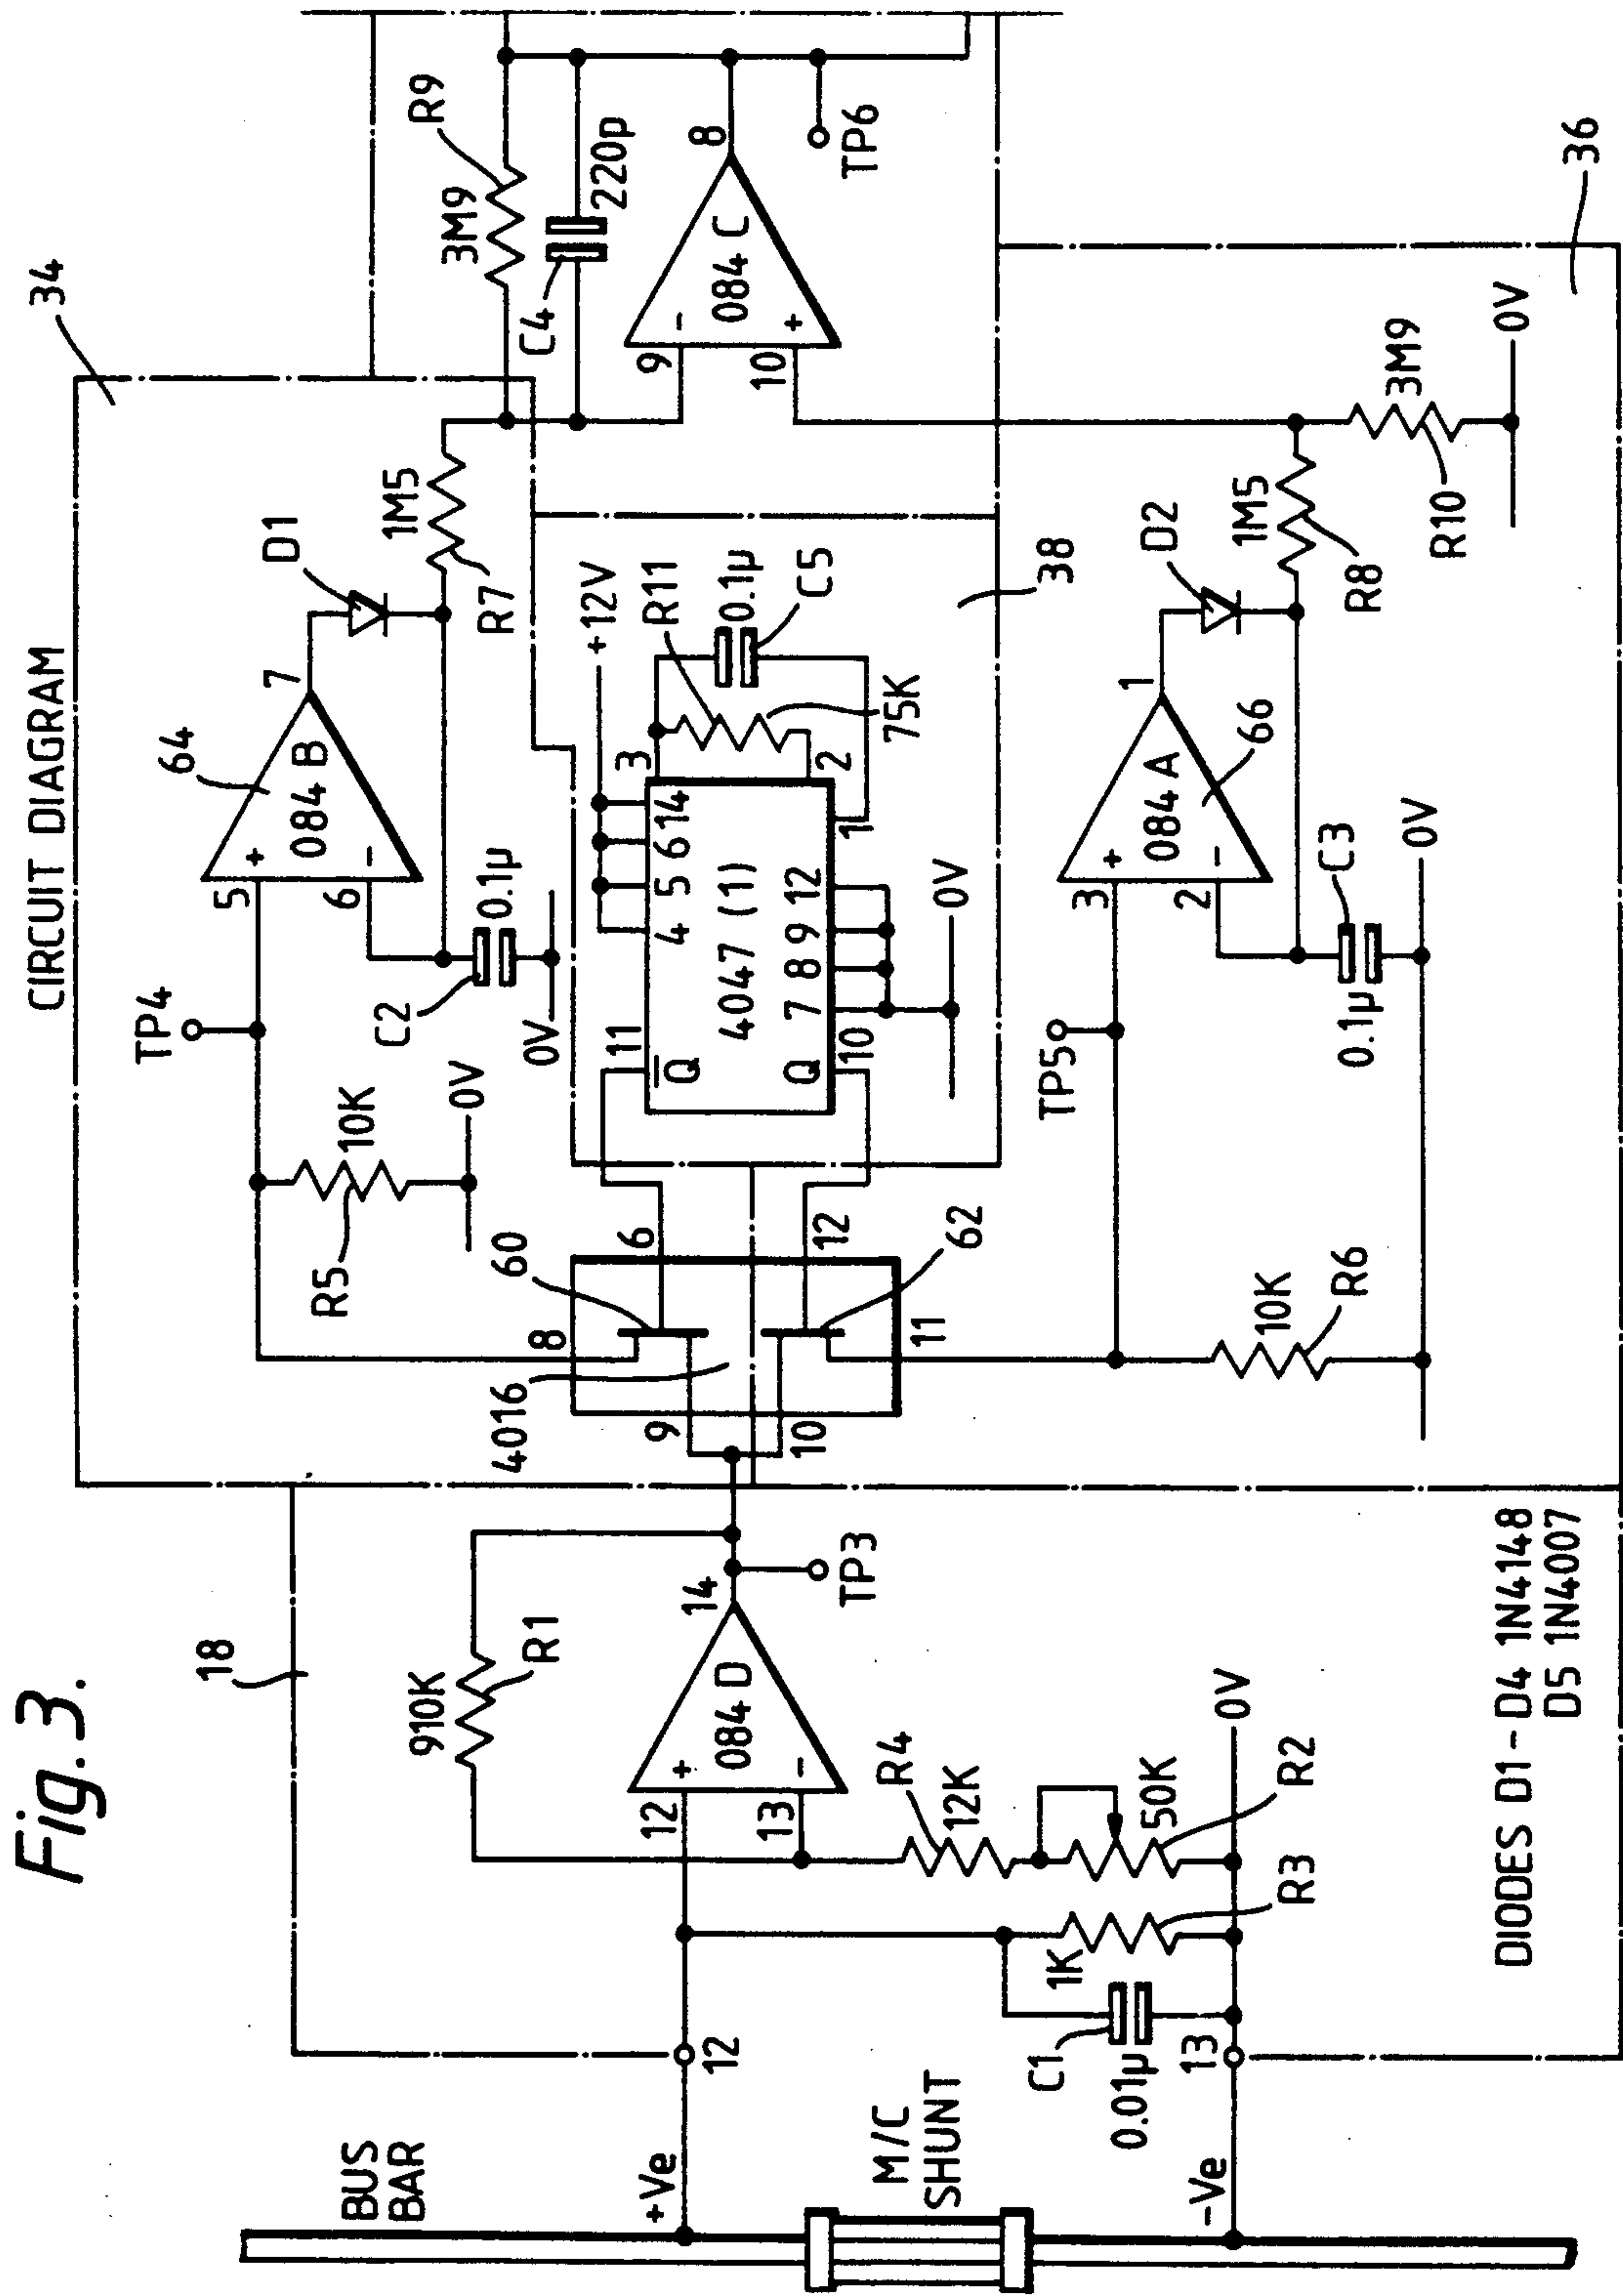 Fig. 3.
CIRCUIT DIAGRAM
BUS
BAR
+Ve
M/C
SHUNT
-Ve
18
12
13
910K
R1
12
13
+
-
084 D
14
TP3
R4
12K
50K
R2
R3
1K
C1
0.01µ
0V
DIODES D1-D4 1N4148
D5 1N4007
34
TP4
R5
10K
0V
5
6
+
-
084 B
64
7
D1
C2
0.1µ
0V
1M5
R7
4016
8
60
6
9
10
12
62
11
11
Q̅
Q
10
4047 (1)
4 5 6 14
3
2
1
7 8 9 12
+12V
R11
0.1µ
C5
75K
0V
38
3M9
R9
C4
220p
9
10
-
+
084 C
8
TP6
TP5
10K
R6
3
2
+
-
084 A
66
1
D2
0.1µ
C3
0V
1M5
R8
R10
3M9
0V
36